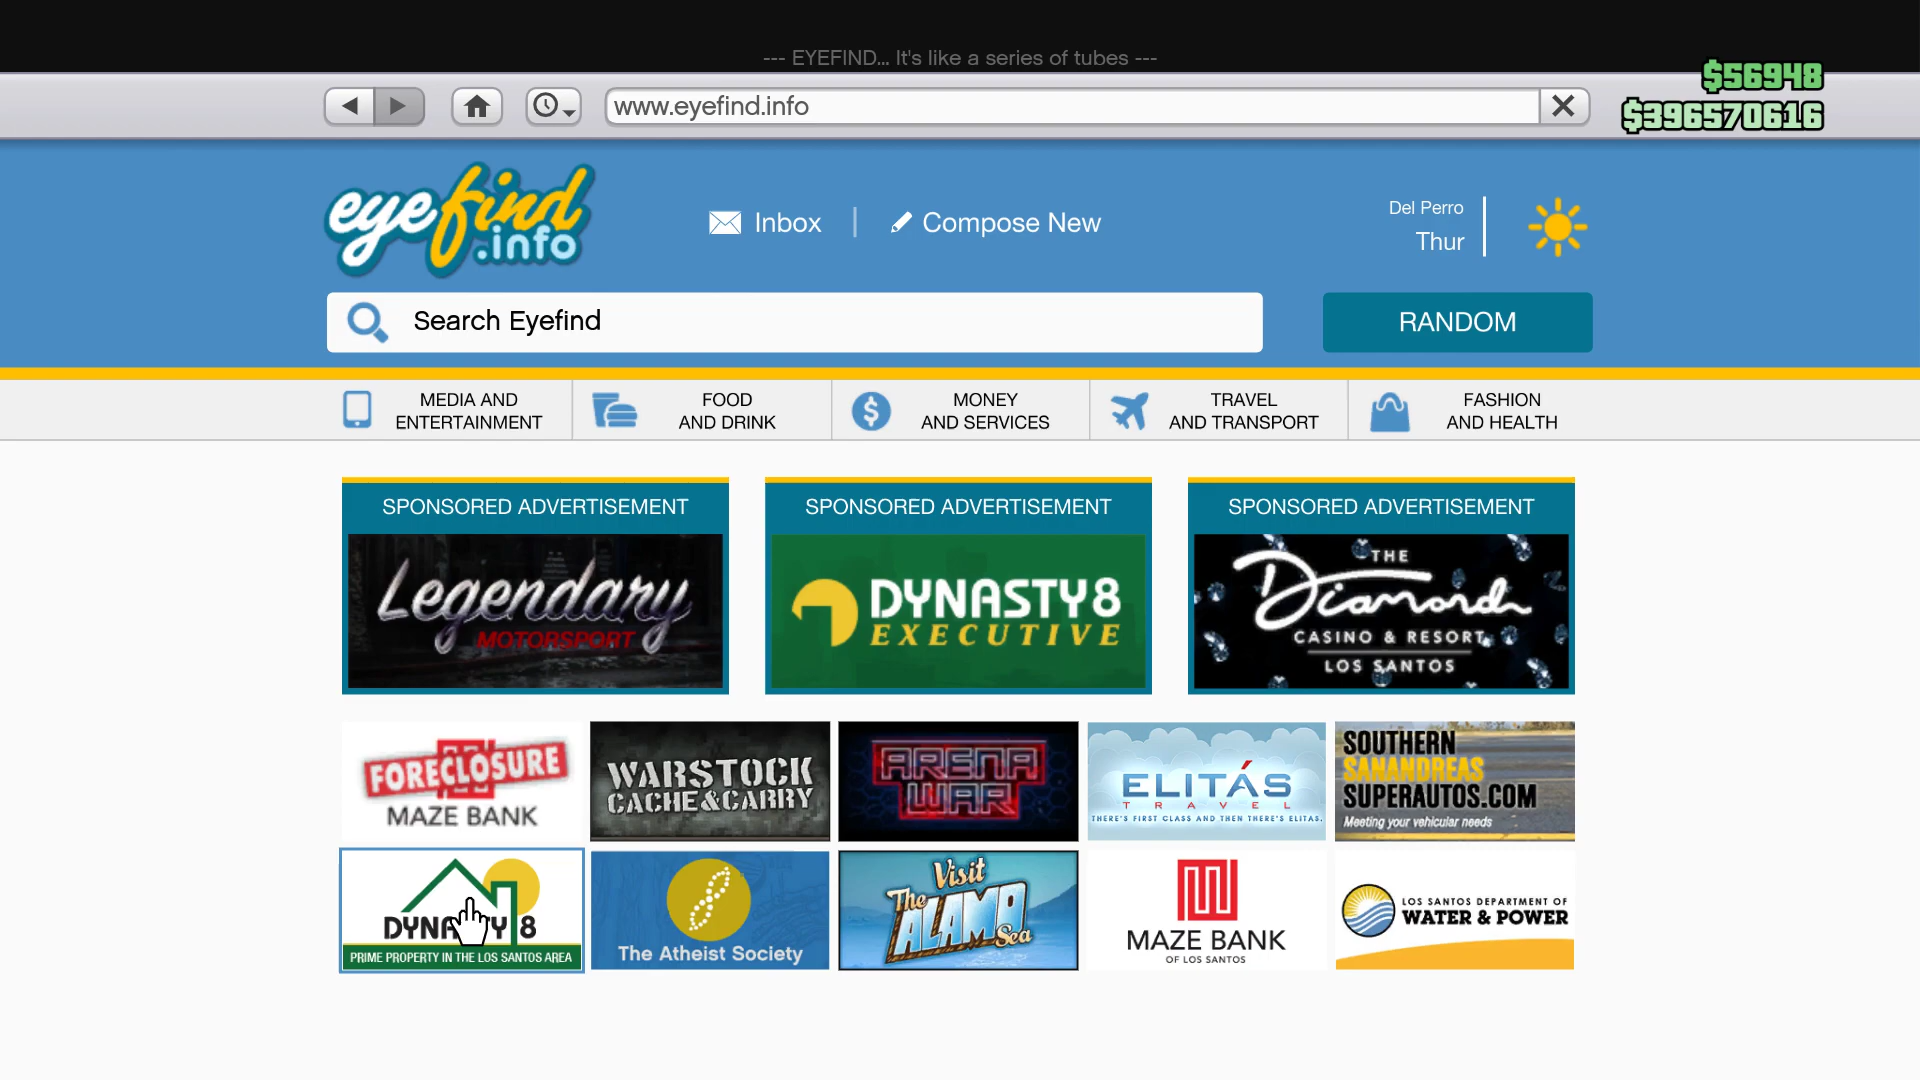 --- EYEFIND... It's like a series of tubes ---
www.eyefind.info
$56948
$396570616
eyefind
.info
Inbox
Compose New
Del Perro
Thur
Search Eyefind
RANDOM
MEDIA AND
ENTERTAINMENT
FOOD
AND DRINK
MONEY
AND SERVICES
TRAVEL
AND TRANSPORT
FASHION
AND HEALTH
SPONSORED ADVERTISEMENT
Legendary
MOTORSPORT
SPONSORED ADVERTISEMENT
DYNASTY 8
EXECUTIVE
SPONSORED ADVERTISEMENT
THE
Diamond
CASINO & RESORT
LOS SANTOS
FORECLOSURE
MAZE BANK
WARSTOCK
CACHE&CARRY
ARENA
WAR
ELITÁS
TRAVEL
THERE'S FIRST CLASS AND THEN THERE'S ELITAS.
SOUTHERN
SANANDREAS
SUPERAUTOS.COM
Meeting your vehicular needs
DYNASTY 8
PRIME PROPERTY IN THE LOS SANTOS AREA
The Atheist Society
Visit
The
ALAMO
Sea
MAZE BANK
OF LOS SANTOS
LOS SANTOS DEPARTMENT OF
WATER & POWER